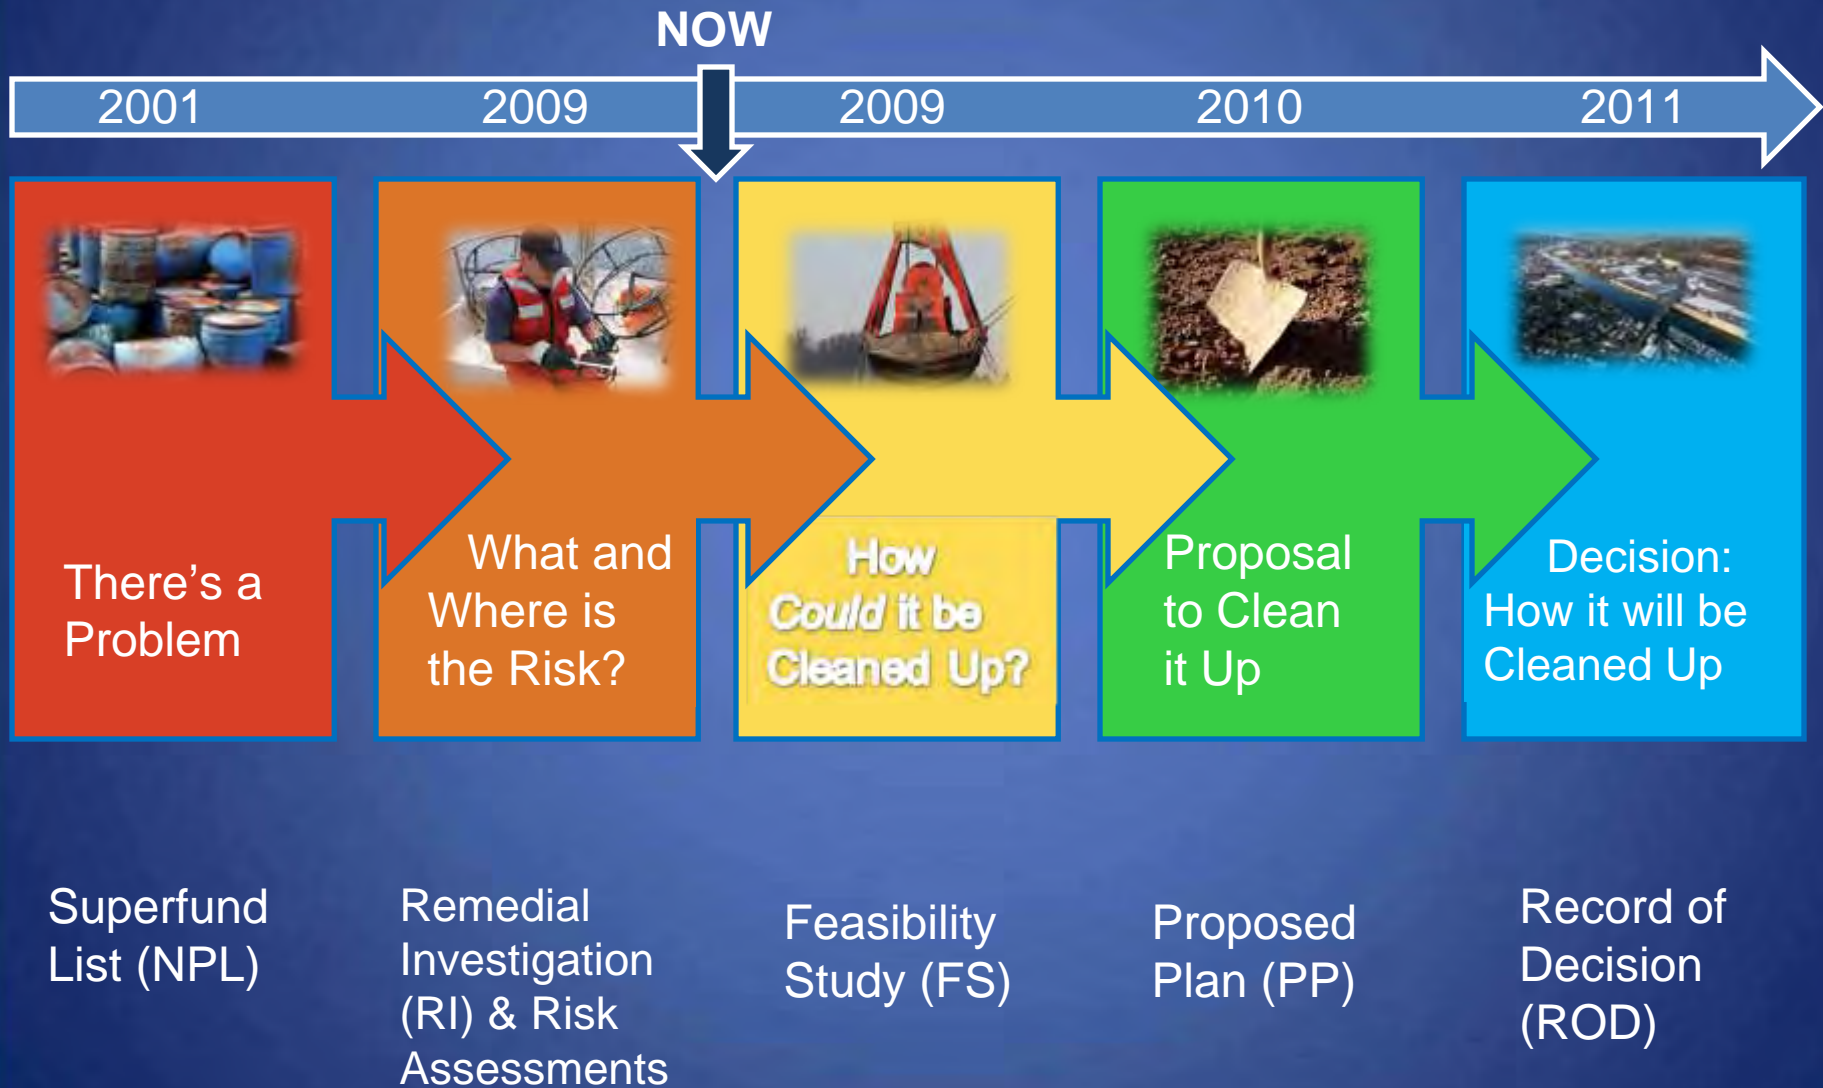 NOW
2001
2009
2009
2010
2011
There’s a
Problem
What and
Where is
the Risk?
How
Could it be
Cleaned Up?
Proposal
to Clean
it Up
Decision:
How it will be
Cleaned Up
Superfund
List (NPL)
Remedial
Investigation
(RI) & Risk
Assessments
Feasibility
Study (FS)
Proposed
Plan (PP)
Record of
Decision
(ROD)